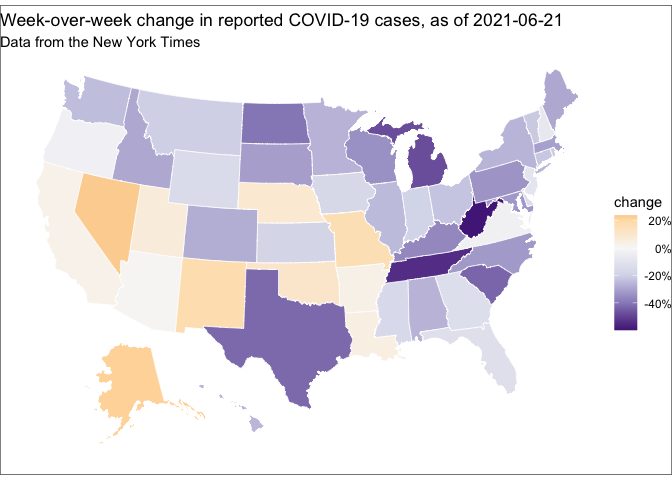 Week-over-week change in reported COVID-19 cases, as of 2021-06-21
Data from the New York Times
change
20%
0%
-20%
-40%